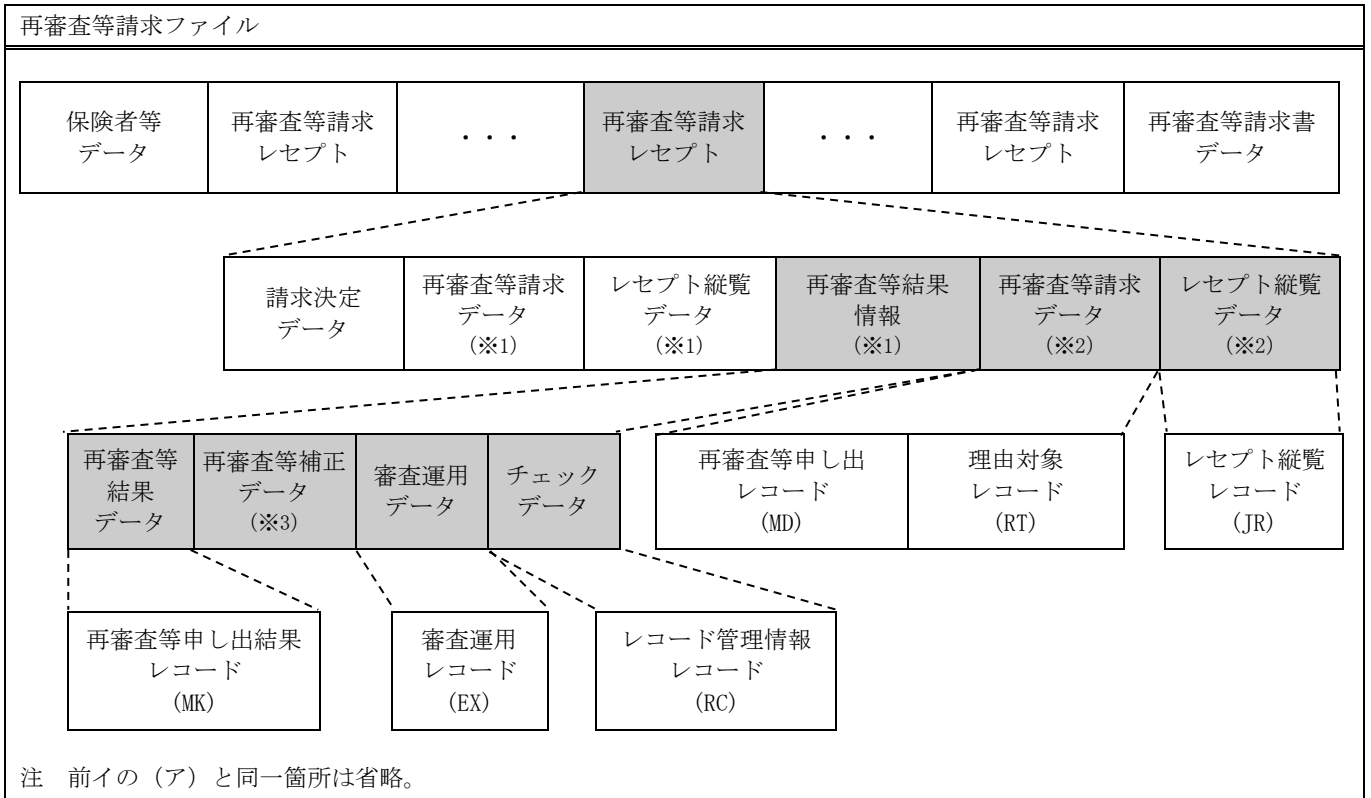 再審査等請求ファイル
保険者等
データ
再審査等請求
レセプト
・・・
再審査等請求
レセプト
・・・
再審査等請求
レセプト
再審査等請求書
データ
請求決定
データ
再審査等請求
データ
(※1)
レセプト縦覧
データ
(※1)
再審査等結果
情報
(※1)
再審査等請求
データ
(※2)
レセプト縦覧
データ
(※2)
再審査等
結果
データ
再審査等補正
データ
(※3)
審査運用
データ
チェック
データ
再審査等申し出
レコード
(MD)
理由対象
レコード
(RT)
レセプト縦覧
レコード
(JR)
再審査等申し出結果
レコード
(MK)
審査運用
レコード
(EX)
レコード管理情報
レコード
(RC)
注　前イの（ア）と同一箇所は省略。